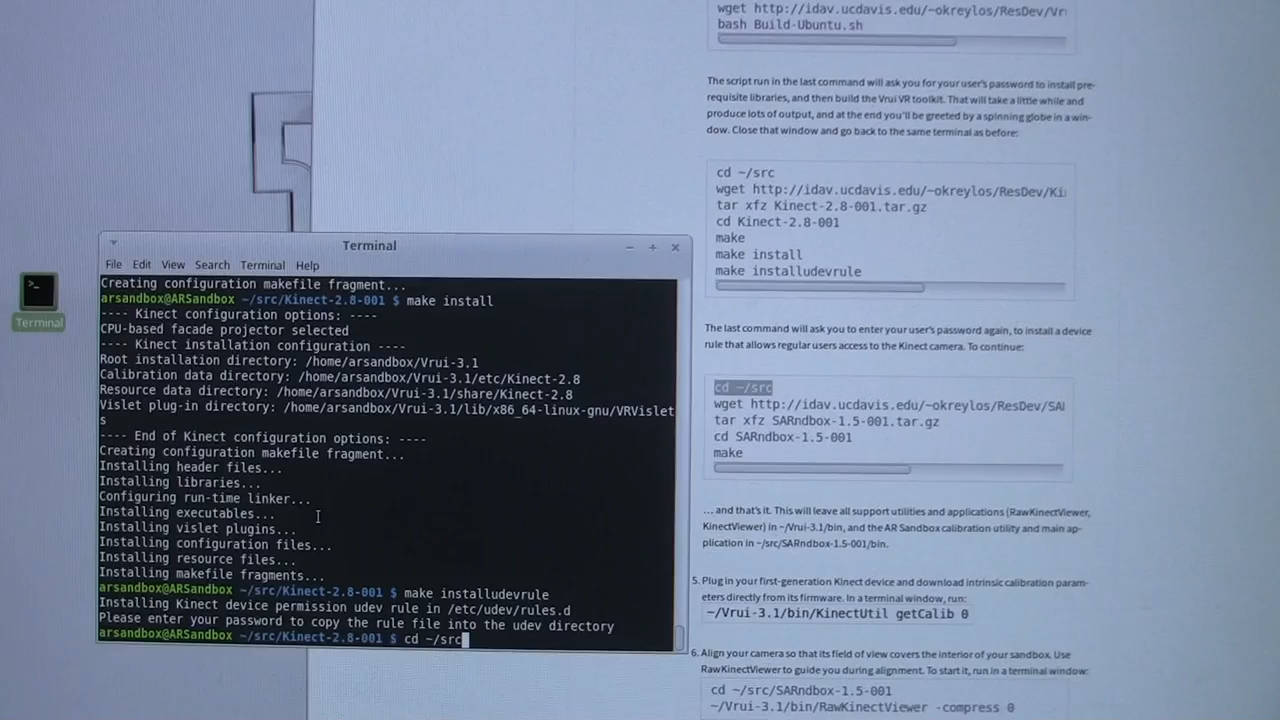 wget http://idav.ucdavis.edu/~okreylos/ResDev/Vr
bash Build-Ubuntu.sh
The script run in the last command will ask you for your user's password to install pre-
requisite libraries, and then build the Vrui VR toolkit. That will take a little while and
produce lots of output, and at the end you'll be greeted by a spinning globe in a win-
dow. Close that window and go back to the same terminal as before:
cd ~/src
wget http://idav.ucdavis.edu/~okreylos/ResDev/Ki
tar xfz Kinect-2.8-001.tar.gz
cd Kinect-2.8-001
make
make install
make installudevrule
The last command will ask you to enter your user's password again, to install a device
rule that allows regular users access to the Kinect camera. To continue:
cd ~/src
wget http://idav.ucdavis.edu/~okreylos/ResDev/SA
tar xfz SARndbox-1.5-001.tar.gz
cd SARndbox-1.5-001
make
... and that's it. This will leave all support utilities and applications (RawKinectViewer,
KinectViewer) in ~/Vrui-3.1/bin, and the AR Sandbox calibration utility and main ap-
plication in ~/src/SARndbox-1.5-001/bin.
5. Plug in your first-generation Kinect device and download intrinsic calibration param-
eters directly from its firmware. In a terminal window, run:
~/Vrui-3.1/bin/KinectUtil getCalib 0
6. Align your camera so that its field of view covers the interior of your sandbox. Use
RawKinectViewer to guide you during alignment. To start it, run in a terminal window:
cd ~/src/SARndbox-1.5-001
~/Vrui-3.1/bin/RawKinectViewer -compress 0
Terminal
Terminal
File Edit View Search Terminal Help
Creating configuration makefile fragment...
arsandbox@ARSandbox ~/src/Kinect-2.8-001 $ make install
---- Kinect configuration options: ----
CPU-based facade projector selected
---- Kinect installation configuration ----
Root installation directory: /home/arsandbox/Vrui-3.1
Calibration data directory: /home/arsandbox/Vrui-3.1/etc/Kinect-2.8
Resource data directory: /home/arsandbox/Vrui-3.1/share/Kinect-2.8
Vislet plug-in directory: /home/arsandbox/Vrui-3.1/lib/x86_64-linux-gnu/VRVislet
s
---- End of Kinect configuration options: ----
Creating configuration makefile fragment...
Installing header files...
Installing libraries...
Configuring run-time linker...
Installing executables...
Installing vislet plugins...
Installing configuration files...
Installing resource files...
Installing makefile fragments...
arsandbox@ARSandbox ~/src/Kinect-2.8-001 $ make installudevrule
Installing Kinect device permission udev rule in /etc/udev/rules.d
Please enter your password to copy the rule file into the udev directory
arsandbox@ARSandbox ~/src/Kinect-2.8-001 $ cd ~/src